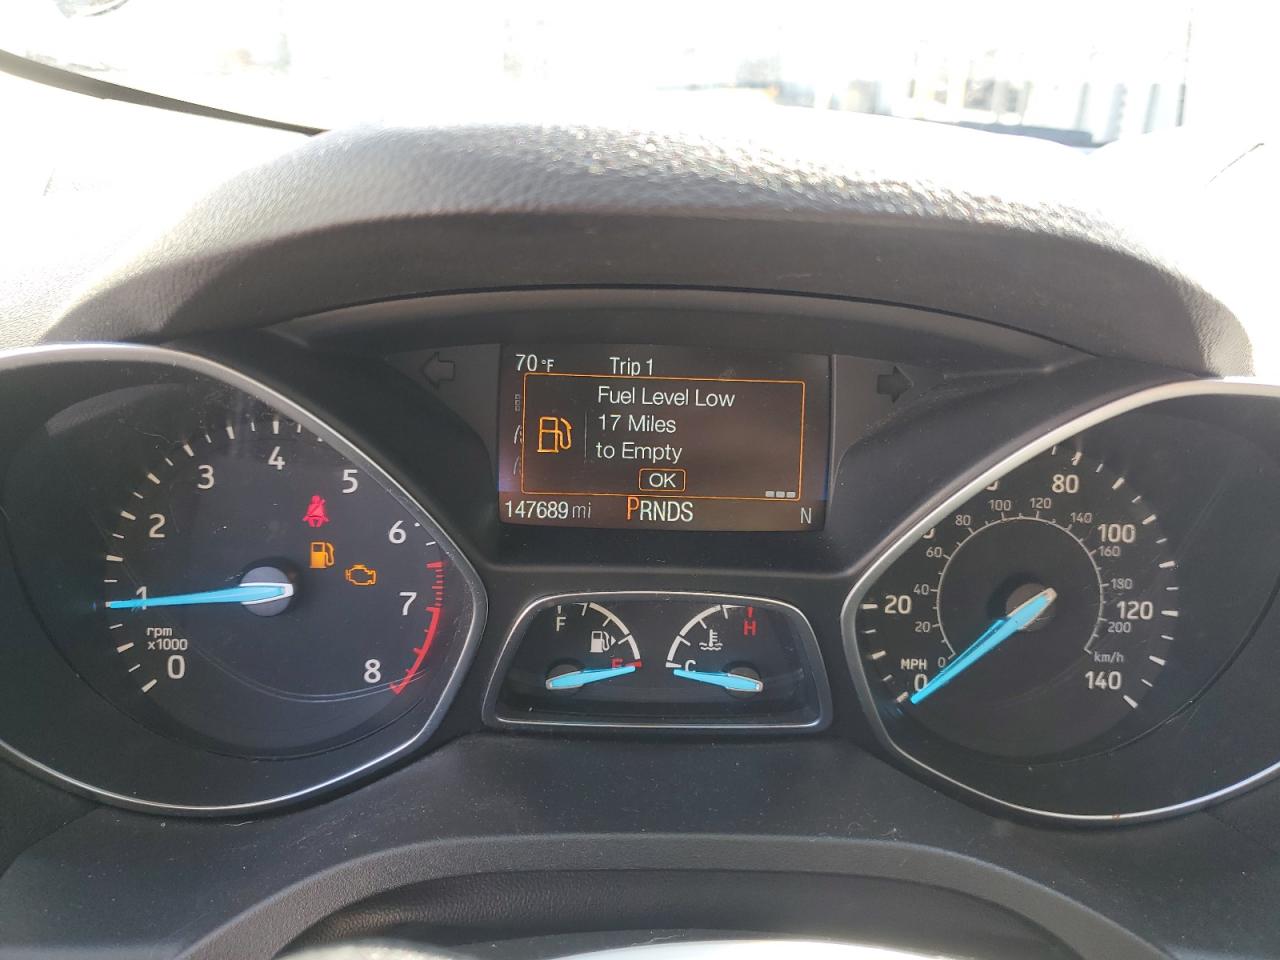 70 °F Trip 1
Fuel Level Low
17 Miles
to Empty
OK
147689 mi PRNDS N
0 1 2 3 4 5 6 7 8
rpm
x1000
F
E
H
C
0 20 80 100 120 140
MPH
0 20 40 60 80 100 120 140 160 180 200
km/h